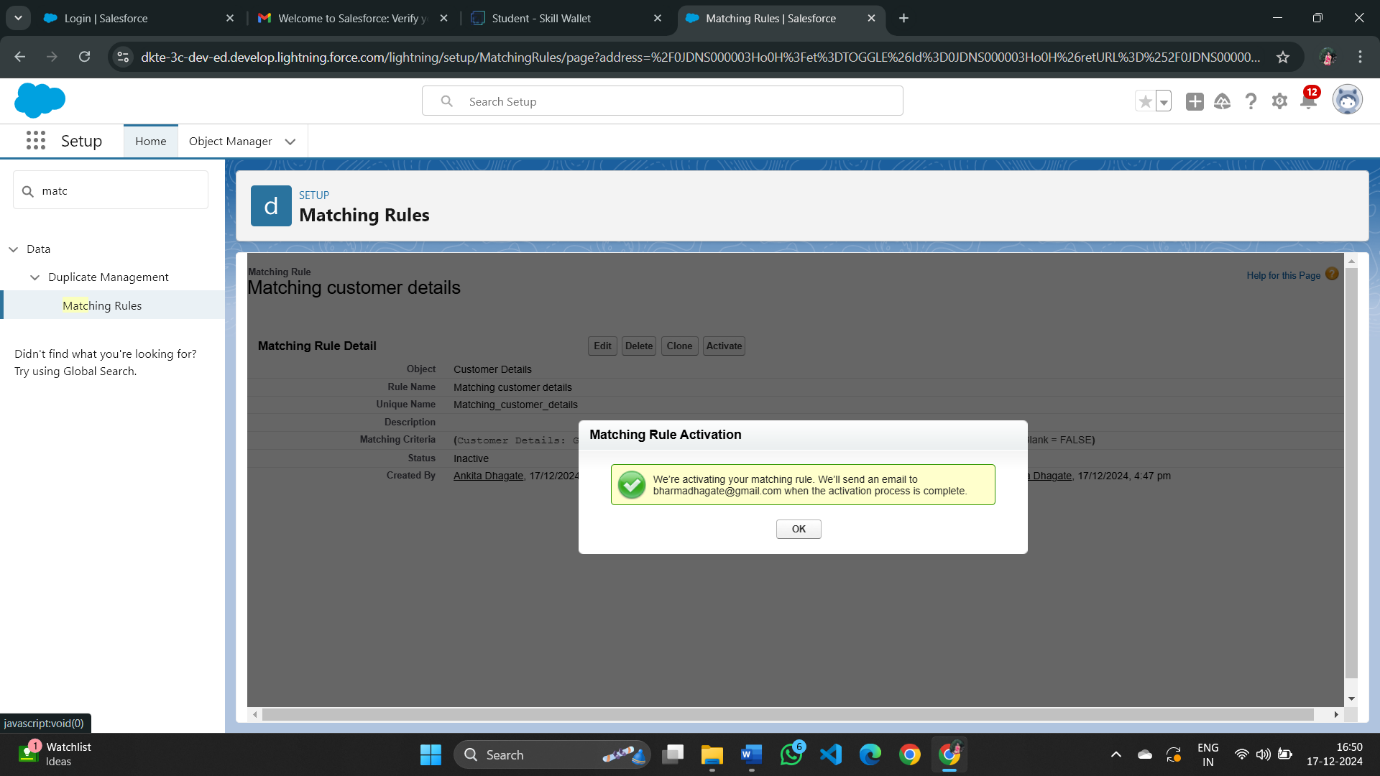 Login | Salesforce
Welcome to Salesforce: Verify y
Student - Skill Wallet
Matching Rules | Salesforce
dkte-3c-dev-ed.develop.lightning.force.com/lightning/setup/MatchingRules/page?address=%2F0JDNS000003Ho0H%3Fet%3DTOGGLE%26Id%3D0JDNS000003Ho0H%26retURL%3D%252F0JDNS00000...
Search Setup
12
Setup
Home
Object Manager
matc
Data
Duplicate Management
Matching Rules
Didn't find what you're looking for?
Try using Global Search.
d
SETUP
Matching Rules
Matching Rule
Matching customer details
Help for this Page
Matching Rule Detail
Edit Delete Clone Activate
Object Customer Details
Rule Name Matching customer details
Unique Name Matching_customer_details
Description
Matching Criteria (Customer Details: G lank = FALSE)
Status Inactive
Created By Ankita Dhagate, 17/12/2024 Dhagate, 17/12/2024, 4:47 pm
Matching Rule Activation
We're activating your matching rule. We'll send an email to
bharmadhagate@gmail.com when the activation process is complete.
OK
javascript:void(0)
1
Watchlist
Ideas
Search
6
ENG
IN
16:50
17-12-2024